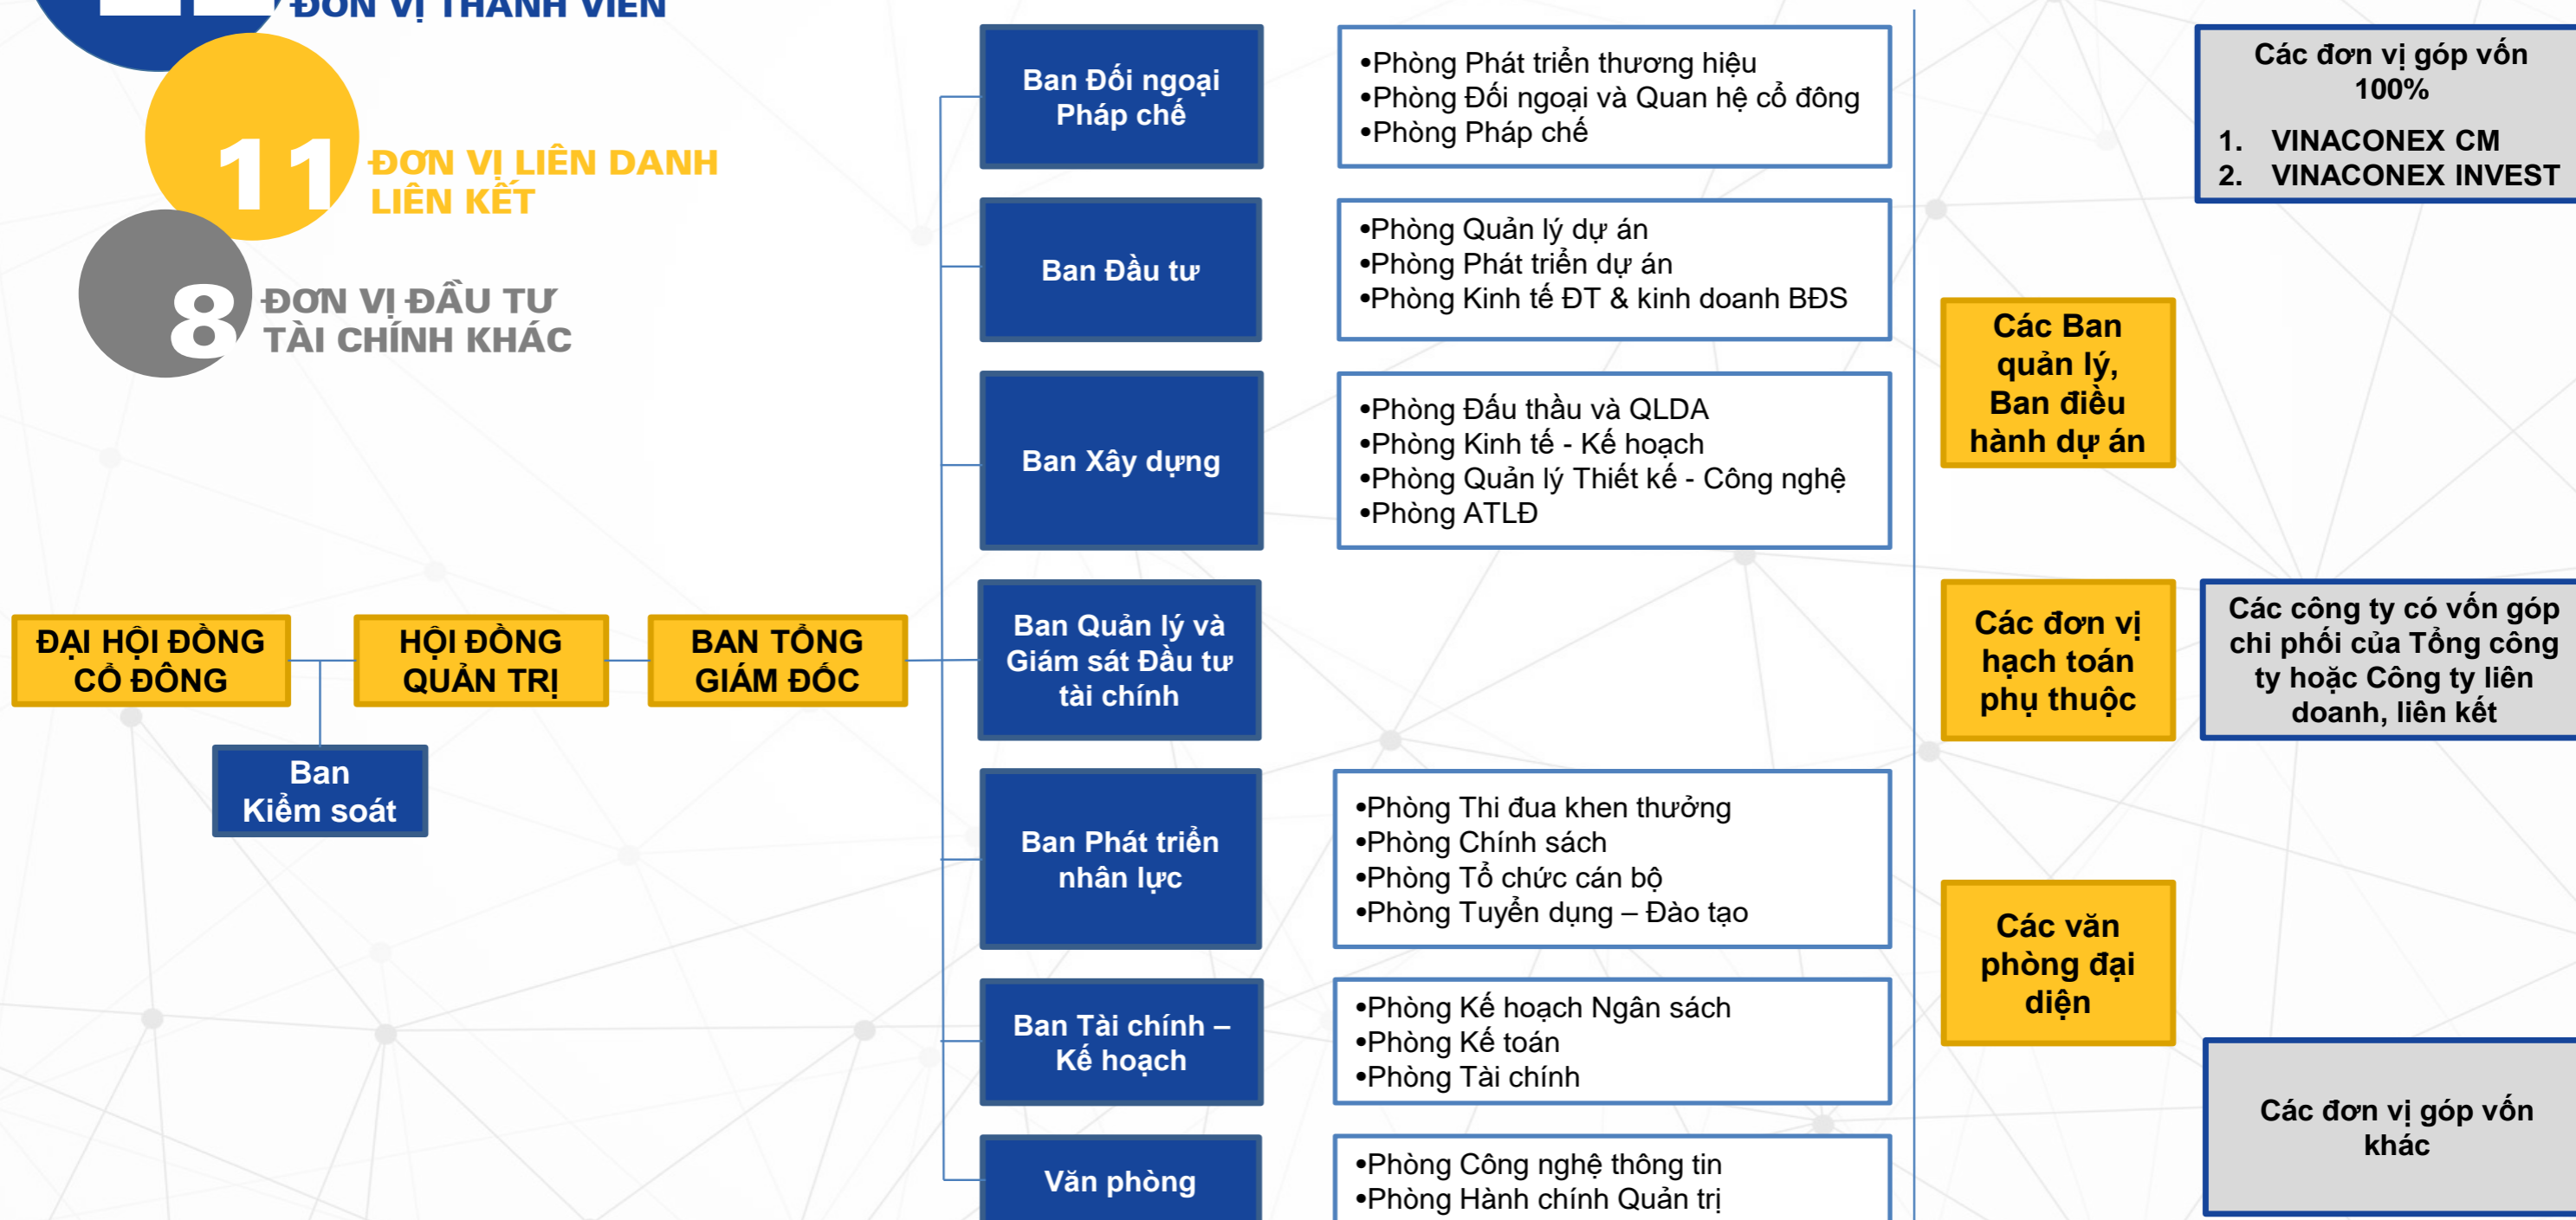 ĐƠN VỊ THÀNH VIÊN
11
ĐƠN VỊ LIÊN DANH
LIÊN KẾT
8
ĐƠN VỊ ĐẦU TƯ
TÀI CHÍNH KHÁC
ĐẠI HỘI ĐỒNG
CỔ ĐÔNG
HỘI ĐỒNG
QUẢN TRỊ
BAN TỔNG
GIÁM ĐỐC
Ban
Kiểm soát
Ban Đối ngoại
Pháp chế
•Phòng Phát triển thương hiệu
•Phòng Đối ngoại và Quan hệ cổ đông
•Phòng Pháp chế
Ban Đầu tư
•Phòng Quản lý dự án
•Phòng Phát triển dự án
•Phòng Kinh tế ĐT & kinh doanh BĐS
Ban Xây dựng
•Phòng Đấu thầu và QLDA
•Phòng Kinh tế - Kế hoạch
•Phòng Quản lý Thiết kế - Công nghệ
•Phòng ATLĐ
Ban Quản lý và
Giám sát Đầu tư
tài chính
Ban Phát triển
nhân lực
•Phòng Thi đua khen thưởng
•Phòng Chính sách
•Phòng Tổ chức cán bộ
•Phòng Tuyển dụng – Đào tạo
Ban Tài chính –
Kế hoạch
•Phòng Kế hoạch Ngân sách
•Phòng Kế toán
•Phòng Tài chính
Văn phòng
•Phòng Công nghệ thông tin
•Phòng Hành chính Quản trị
Các Ban
quản lý,
Ban điều
hành dự án
Các đơn vị
hạch toán
phụ thuộc
Các văn
phòng đại
diện
Các đơn vị góp vốn
100%
1. VINACONEX CM
2. VINACONEX INVEST
Các công ty có vốn góp
chi phối của Tổng công
ty hoặc Công ty liên
doanh, liên kết
Các đơn vị góp vốn
khác